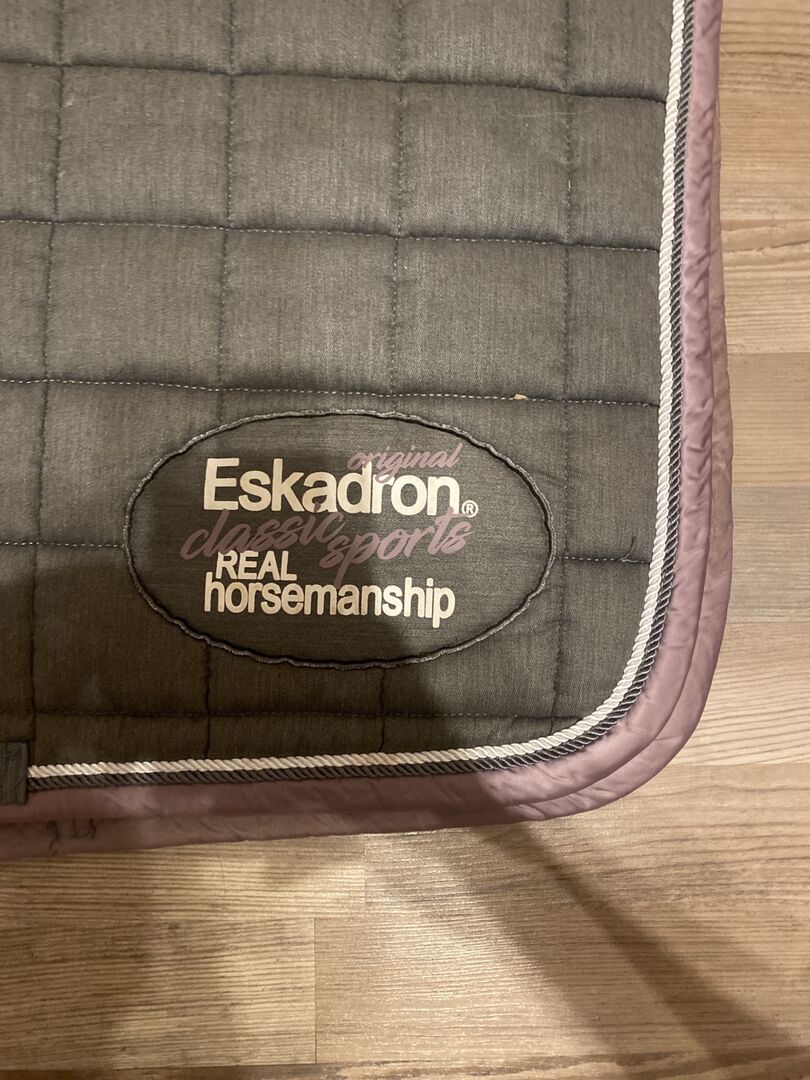 original
Eskadron®
classic sports
REAL
horsemanship